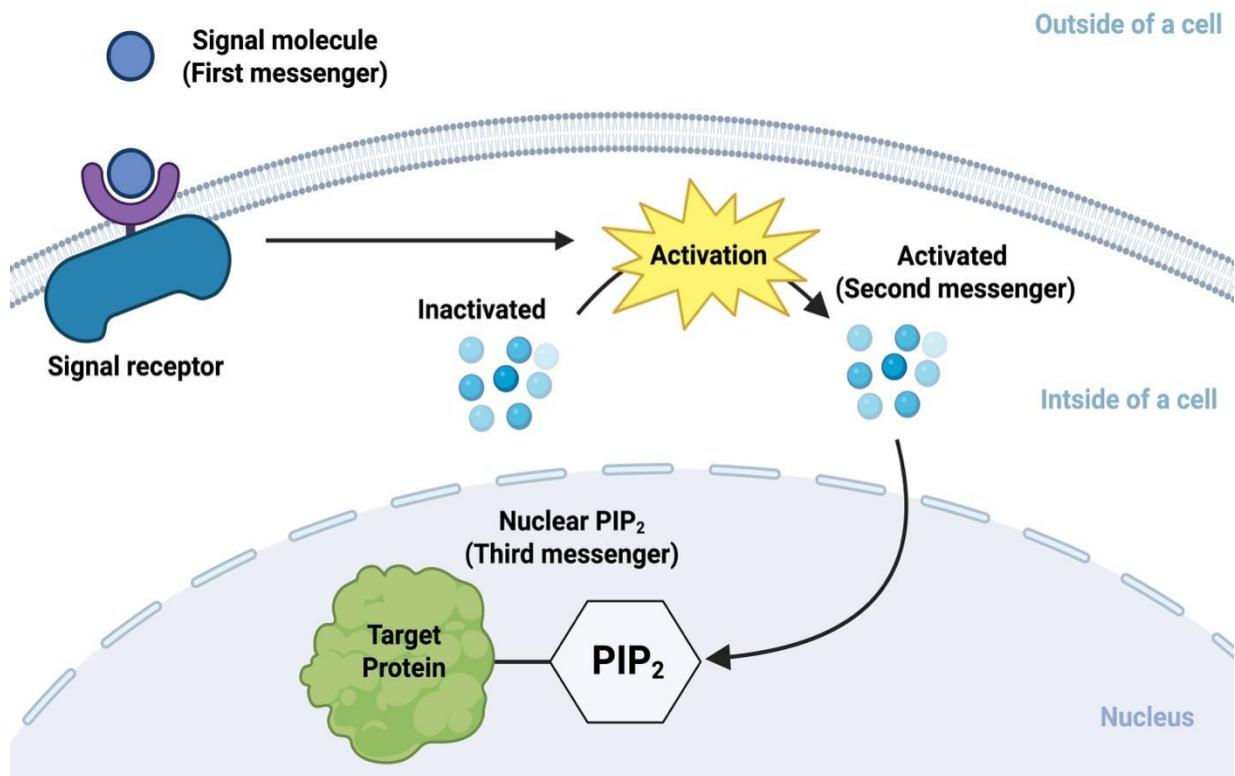 Outside of a cell
Signal molecule
(First messenger)
Activation
Activated
(Second messenger)
Inactivated
Signal receptor
Intside of a cell
Nuclear PIP₂
(Third messenger)
Target
Protein
PIP₂
Nucleus